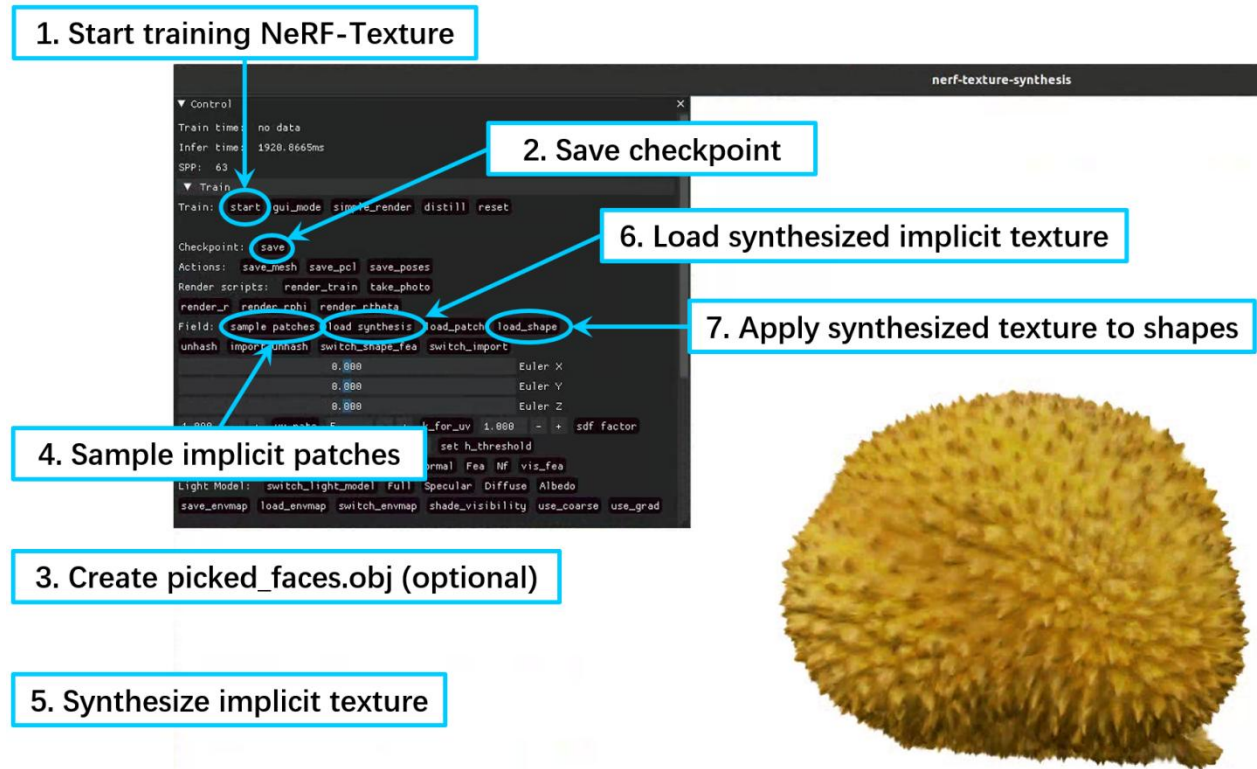 1. Start training NeRF-Texture
nerf-texture-synthesis
▼ Control ×
Train time: no data
Infer time: 1920.8665ms
SPP: 63
2. Save checkpoint
▼ Train
Train: start gui_mode simple_render distill reset
6. Load synthesized implicit texture
Checkpoint: save
Actions: save_mesh save_pcl save_poses
Render scripts: render_train take_photo
render_r render_rphi render_rtheta
Field: sample patches load synthesis load_patch load_shape
7. Apply synthesized texture to shapes
unhash import unhash switch_shape_fea switch_import
0.000 Euler X
0.000 Euler Y
0.000 Euler Z
k_for_uv 1.000 - + sdf factor
4. Sample implicit patches
set h_threshold
Fea Nf vis_fea
Light Model: switch_light_model Full Specular Diffuse Albedo
save_envmap load_envmap switch_envmap shade_visibility use_coarse use_grad
3. Create picked_faces.obj (optional)
5. Synthesize implicit texture